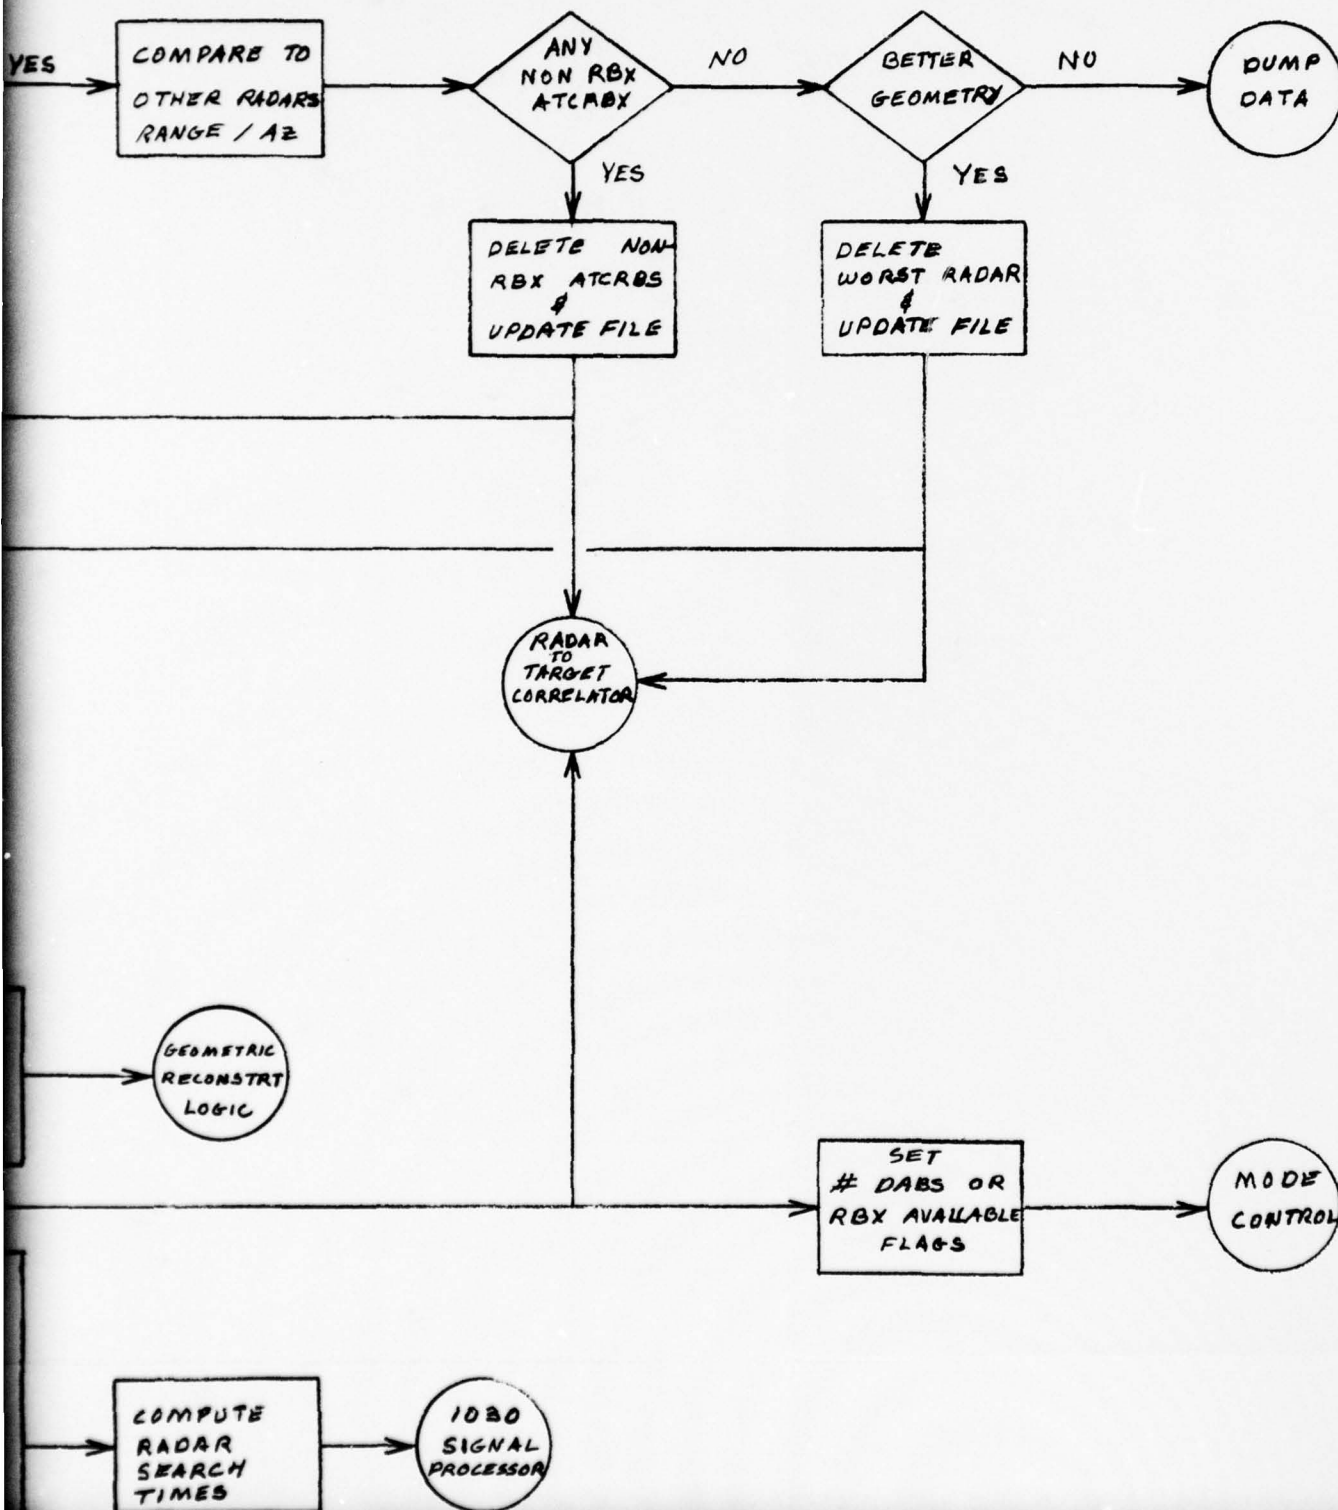 YES
COMPARE TO
OTHER RADARS
RANGE / AZ
ANY
NON RBX
ATCRBX
NO
BETTER
GEOMETRY
NO
DUMP
DATA
YES
YES
DELETE NON-
RBX ATCRBS
&
UPDATE FILE
DELETE
WORST RADAR
&
UPDATE FILE
RADAR
TO
TARGET
CORRELATOR
GEOMETRIC
RECONSTRT
LOGIC
SET
# DABS OR
RBX AVAILABLE
FLAGS
MODE
CONTROL
COMPUTE
RADAR
SEARCH
TIMES
1030
SIGNAL
PROCESSOR